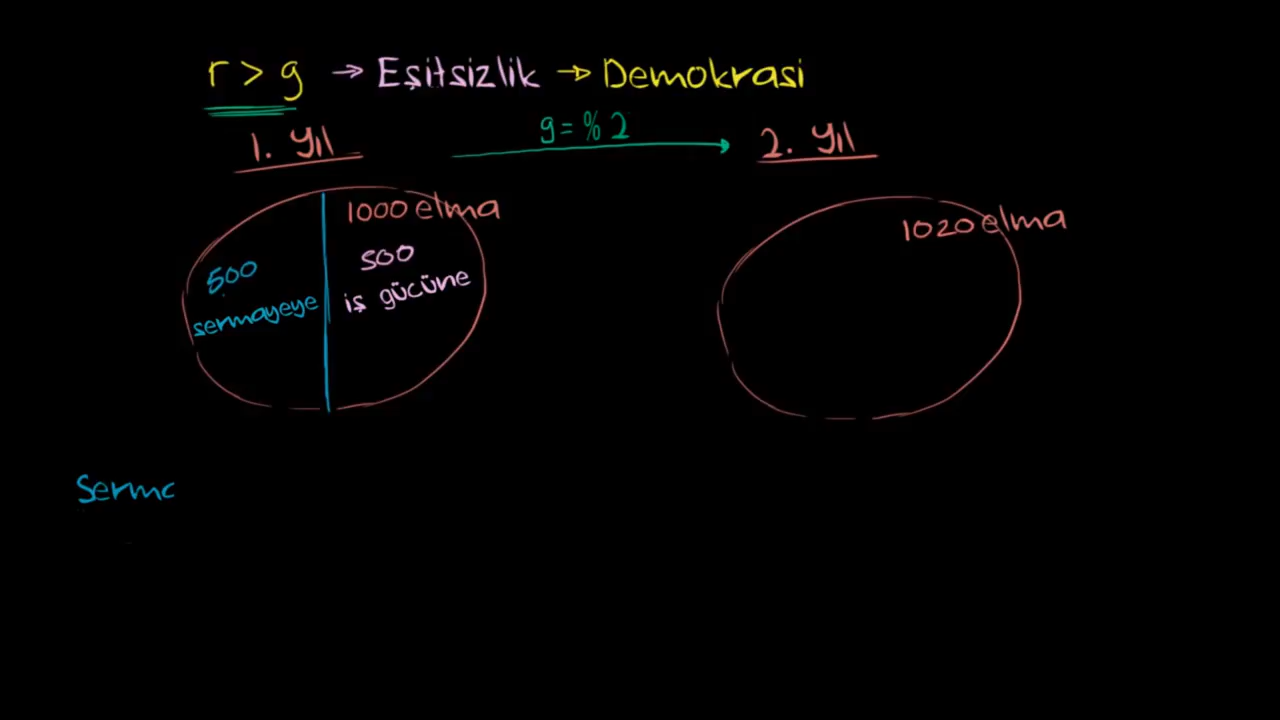 r > g → Eşitsizlik → Demokrasi
1. yıl
g = % 2
2. yıl
1000 elma
500
sermayeye
500
iş gücüne
1020 elma
Serma